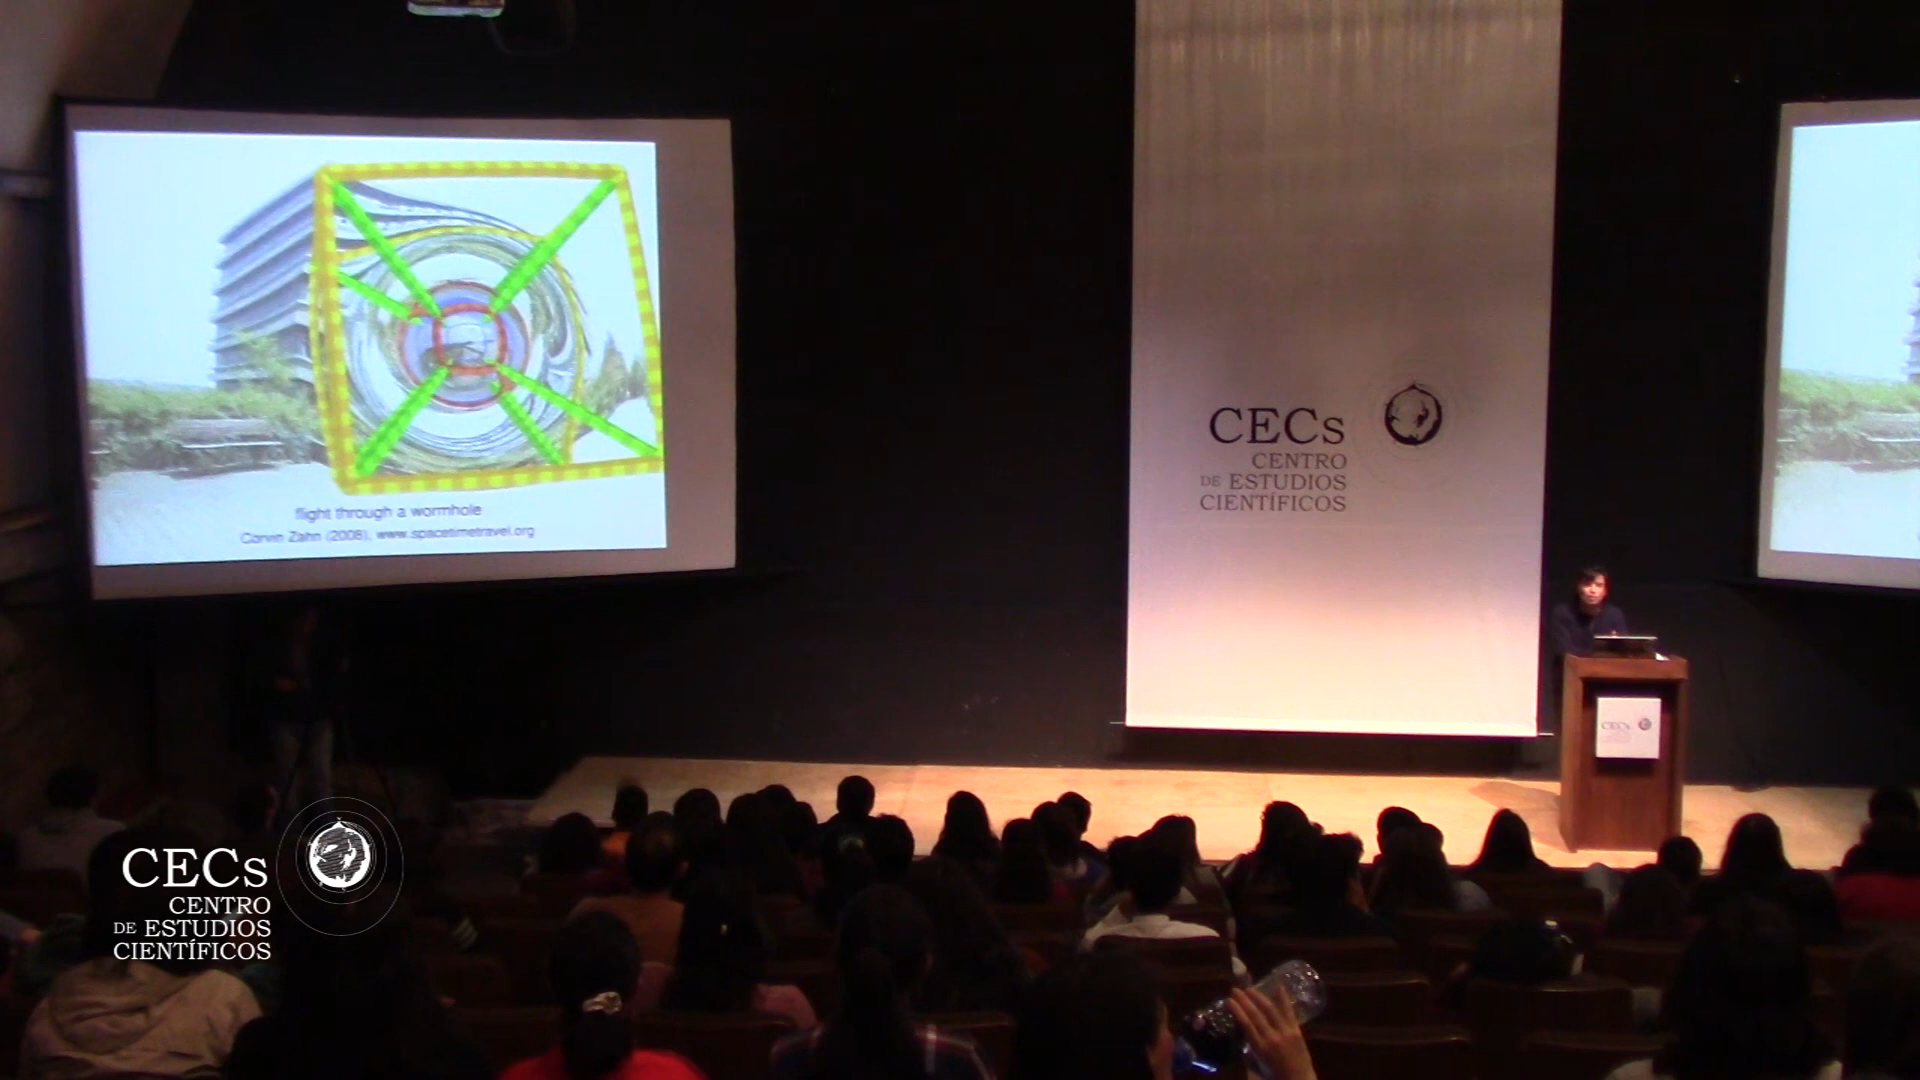 flight through a wormhole
Corvin Zahn (2008), www.spacetimetravel.org
CECs
CENTRO
DE ESTUDIOS
CIENTÍFICOS
CECs
CECs
CENTRO
DE ESTUDIOS
CIENTÍFICOS